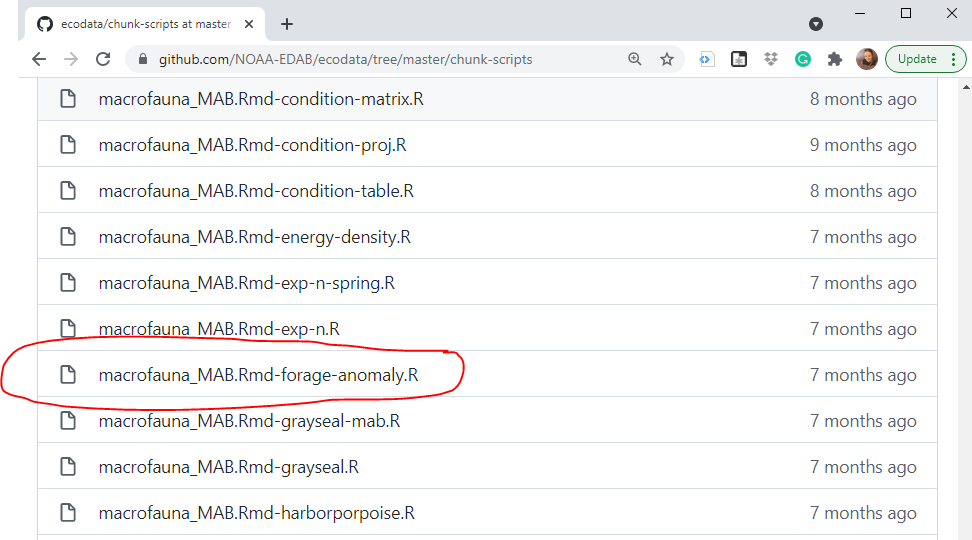 ecodata/chunk-scripts at master
github.com/NOAA-EDAB/ecodata/tree/master/chunk-scripts
Update
macrofauna_MAB.Rmd-condition-matrix.R 8 months ago
macrofauna_MAB.Rmd-condition-proj.R 9 months ago
macrofauna_MAB.Rmd-condition-table.R 8 months ago
macrofauna_MAB.Rmd-energy-density.R 7 months ago
macrofauna_MAB.Rmd-exp-n-spring.R 7 months ago
macrofauna_MAB.Rmd-exp-n.R 7 months ago
macrofauna_MAB.Rmd-forage-anomaly.R 7 months ago
macrofauna_MAB.Rmd-grayseal-mab.R 7 months ago
macrofauna_MAB.Rmd-grayseal.R 7 months ago
macrofauna_MAB.Rmd-harborporpoise.R 7 months ago